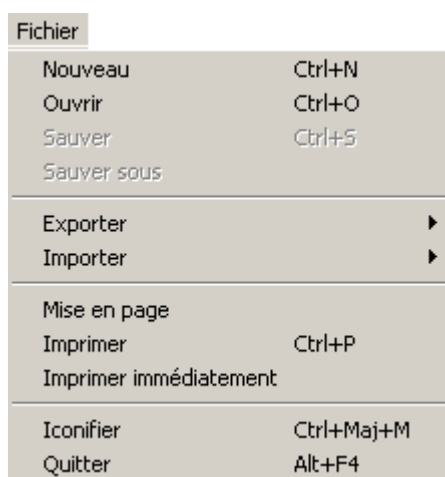 Fichier
Nouveau Ctrl+N
Ouvrir Ctrl+O
Sauver Ctrl+S
Sauver sous
Exporter
Importer
Mise en page
Imprimer Ctrl+P
Imprimer immédiatement
Iconifier Ctrl+Maj+M
Quitter Alt+F4